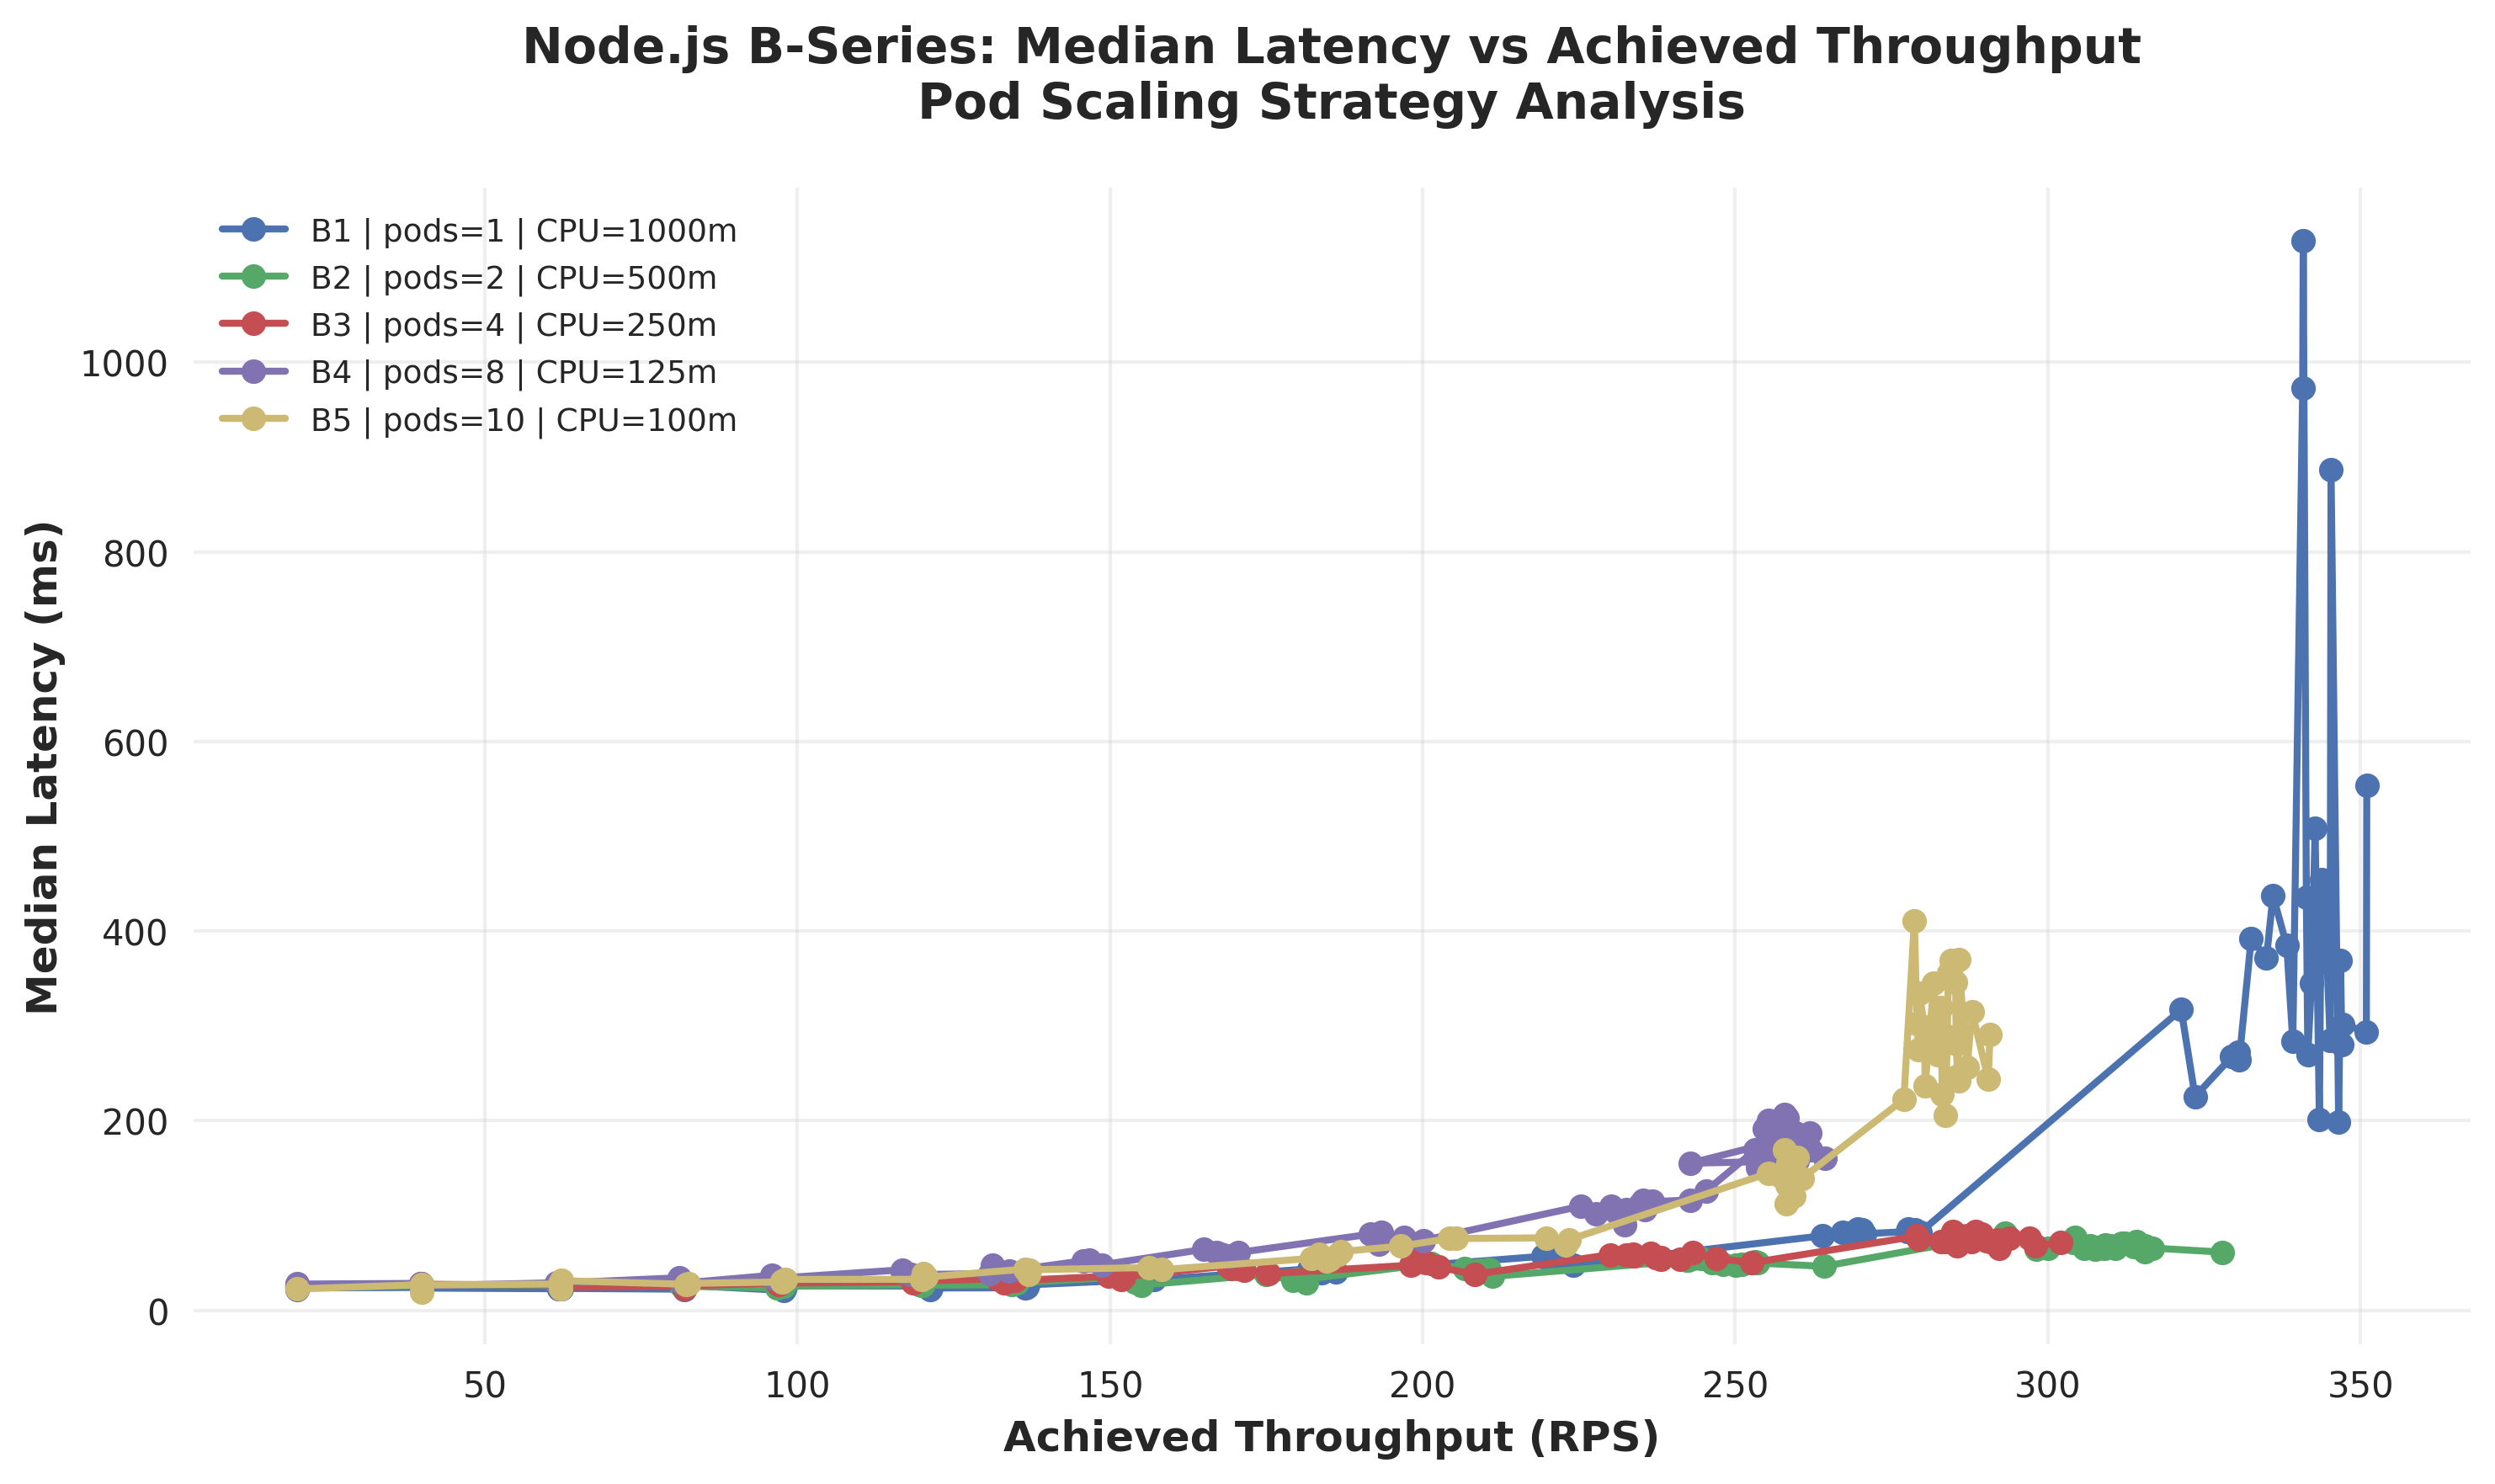 Node.js B-Series: Median Latency vs Achieved Throughput
Pod Scaling Strategy Analysis
B1 | pods=1 | CPU=1000m
B2 | pods=2 | CPU=500m
B3 | pods=4 | CPU=250m
B4 | pods=8 | CPU=125m
B5 | pods=10 | CPU=100m
Median Latency (ms)
1000
800
600
400
200
0
50 100 150 200 250 300 350
Achieved Throughput (RPS)